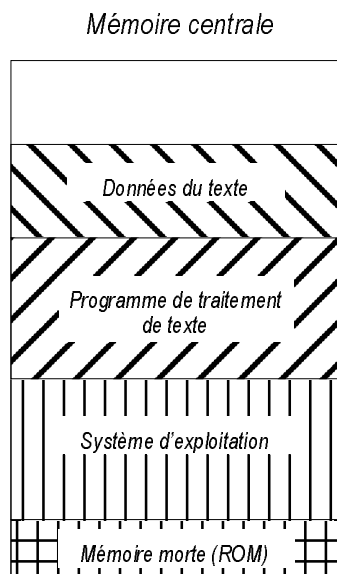 Mémoire centrale
Données du texte
Programme de traitement
de texte
Système d'exploitation
Mémoire morte (ROM)